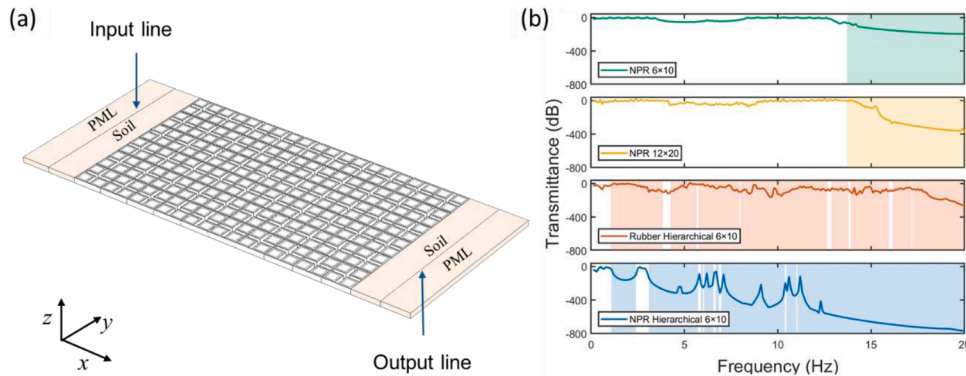 (a)
Input line
PML
Soil
Soil
PML
Output line
z
y
x
(b)
Transmittance (dB)
0
-400
-800
NPR 6×10
0
-400
-800
NPR 12×20
0
-400
-800
Rubber Hierarchical 6×10
0
-400
-800
NPR Hierarchical 6×10
0 5 10 15 20
Frequency (Hz)